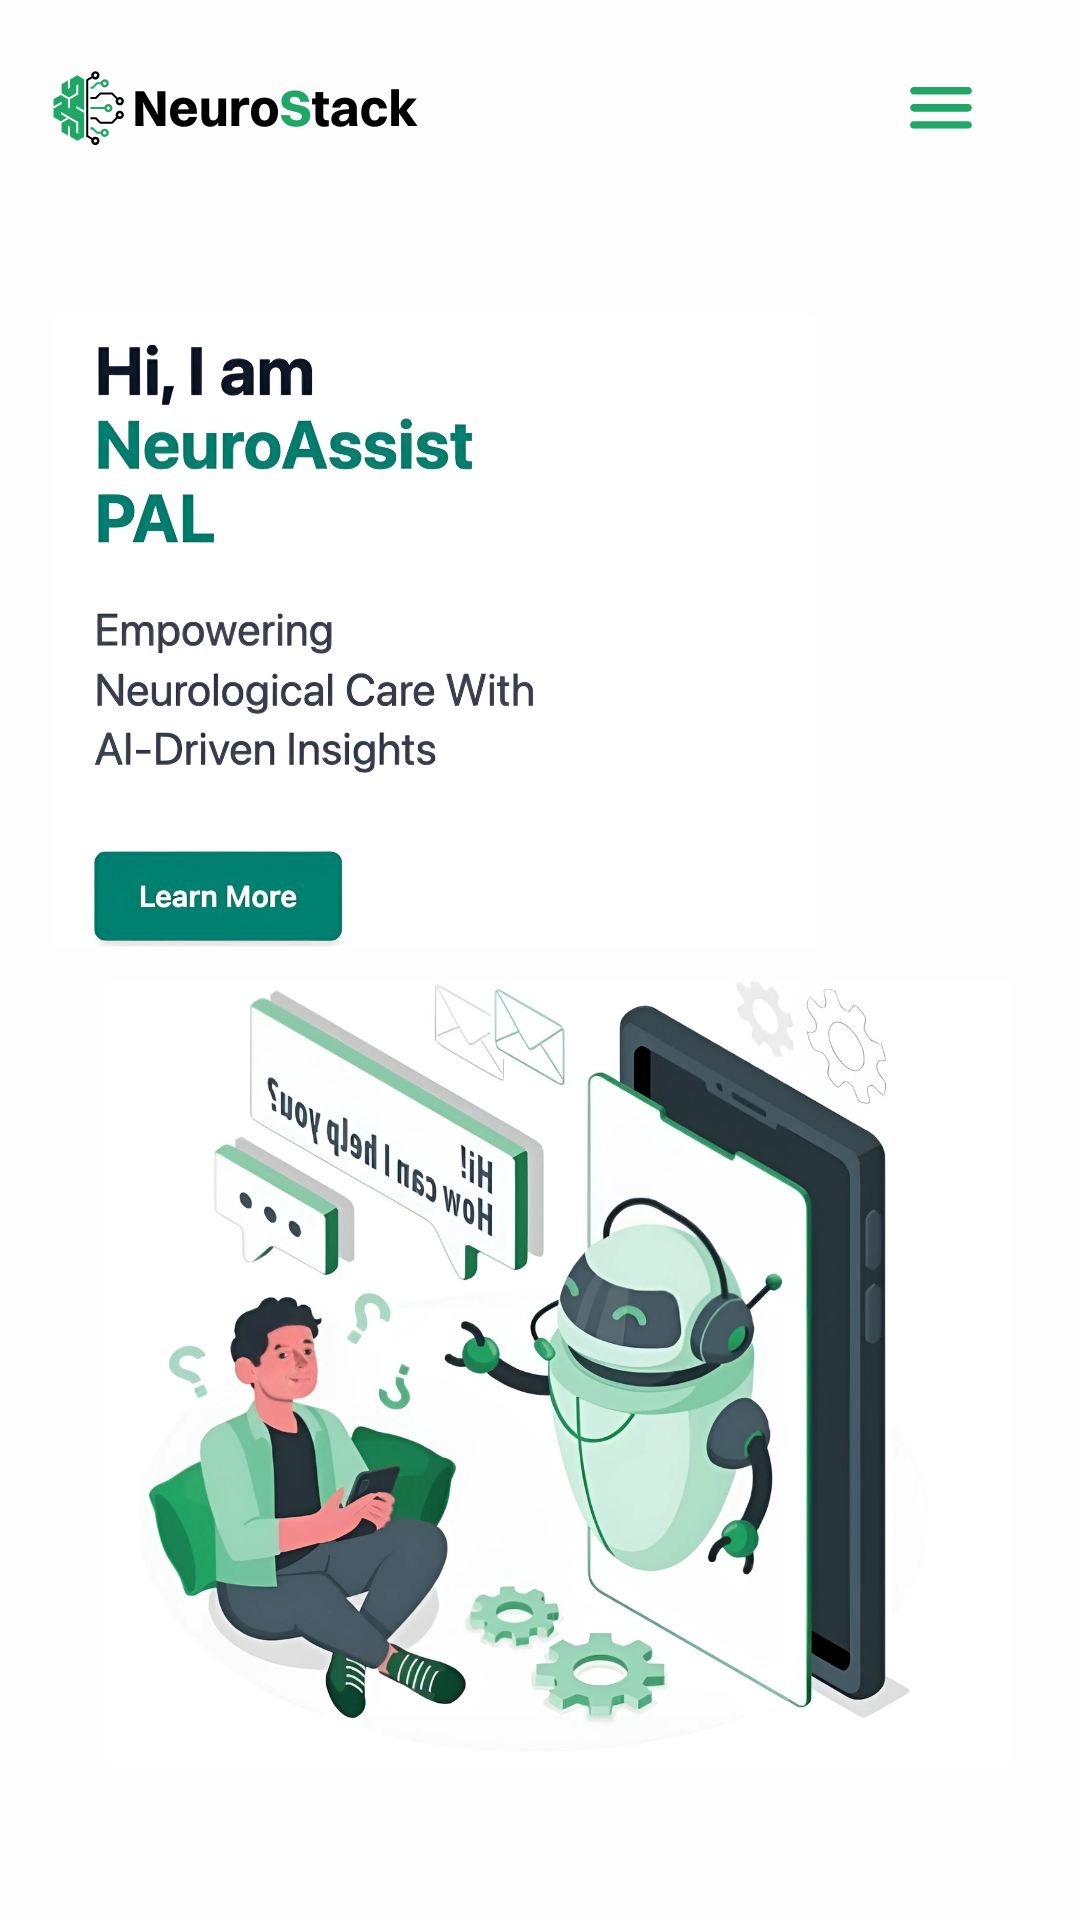 NeuroStack
Hi, I am
NeuroAssist
PAL
Empowering
Neurological Care With
AI-Driven Insights
Learn More
Hi!
How can I help you?